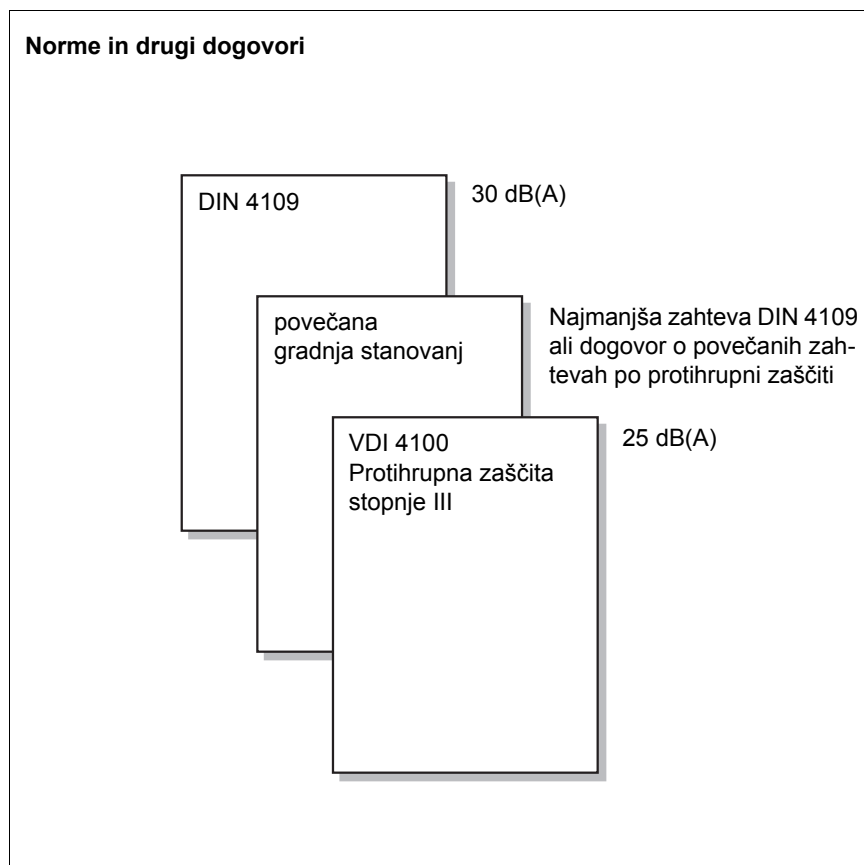 Norme in drugi dogovori
DIN 4109
30 dB(A)
povečana
gradnja stanovanj
Najmanjša zahteva DIN 4109
ali dogovor o povečanih zah-
tevah po protihrupni zaščiti
VDI 4100
Protihrupna zaščita
stopnje III
25 dB(A)